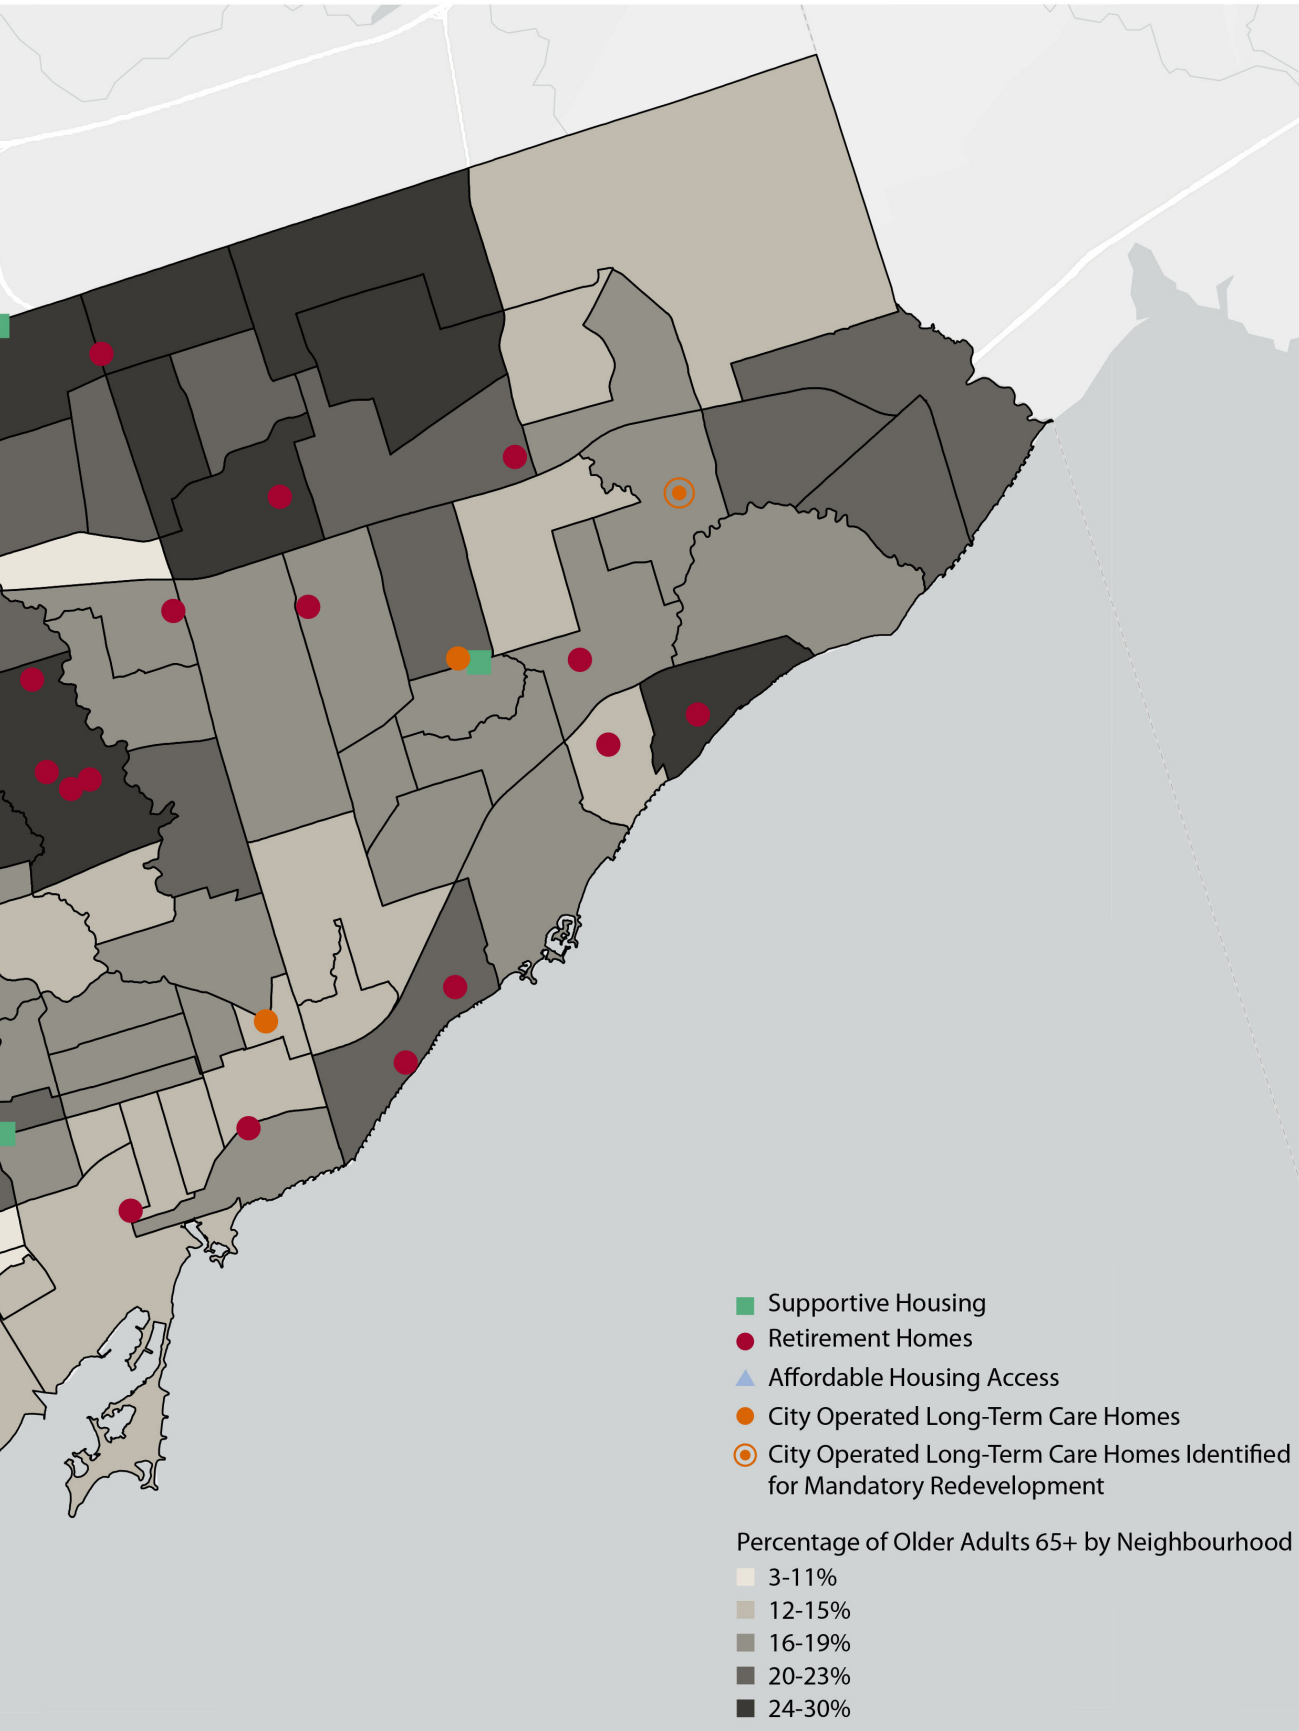 Supportive Housing
Retirement Homes
Affordable Housing Access
City Operated Long-Term Care Homes
City Operated Long-Term Care Homes Identified
for Mandatory Redevelopment
Percentage of Older Adults 65+ by Neighbourhood
3-11%
12-15%
16-19%
20-23%
24-30%